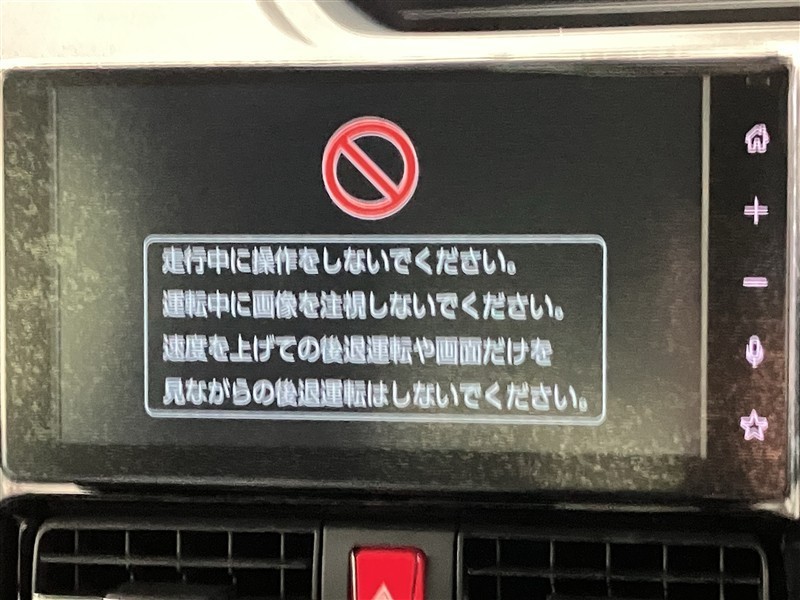 走行中に操作をしないでください。
運転中に画像を注視しないでください。
速度を上げての後退運転や画面だけを
見ながらの後退運転はしないでください。